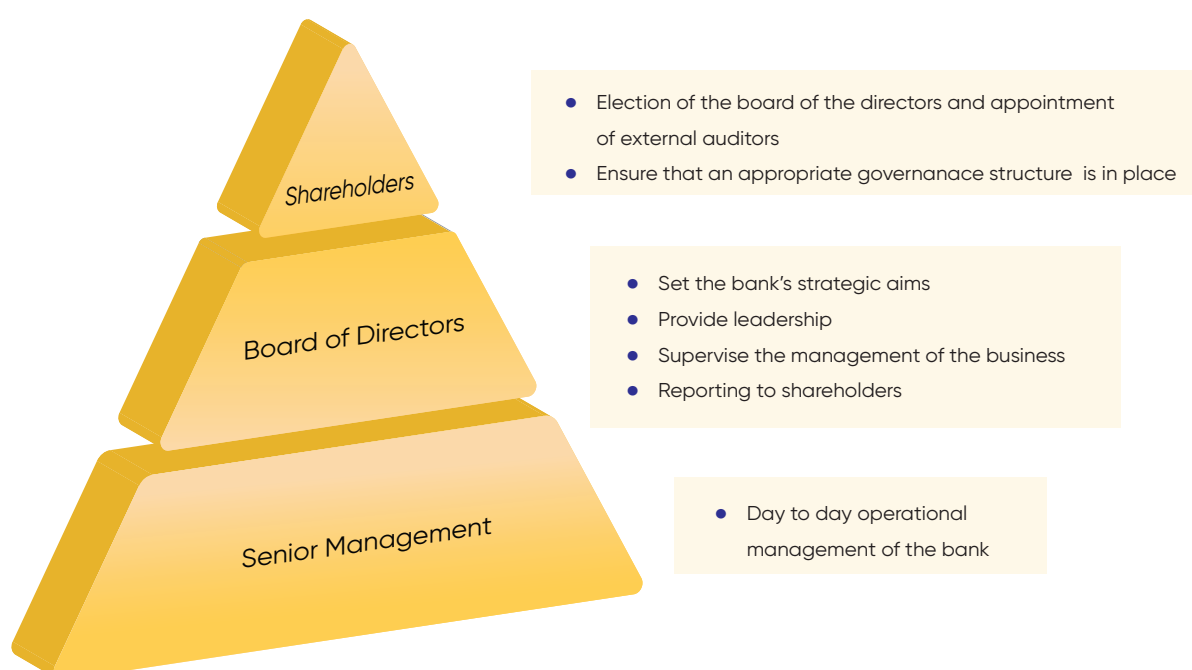 Shareholders
Election of the board of the directors and appointment
of external auditors
Ensure that an appropriate governanace structure is in place
Board of Directors
Set the bank's strategic aims
Provide leadership
Supervise the management of the business
Reporting to shareholders
Senior Management
Day to day operational
management of the bank